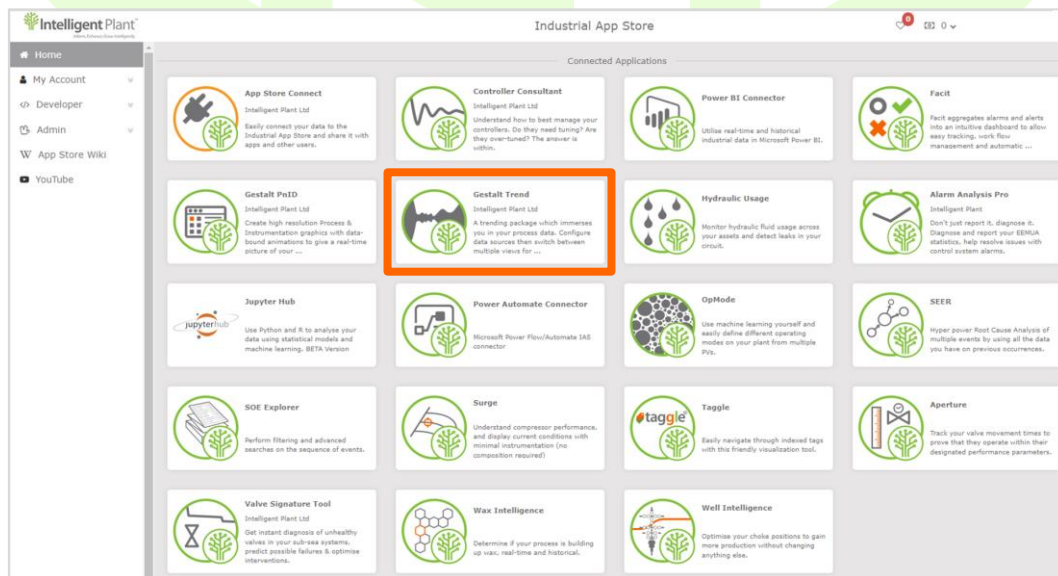 Intelligent Plant
Industrial App Store
0
0
Home
My Account
Developer
Admin
App Store Wiki
YouTube
Connected Applications
App Store Connect
Intelligent Plant Ltd
Easily connect your data to the
Industrial App Store and share it with
apps and other users.
Controller Consultant
Intelligent Plant Ltd
Understand how to best manage your
controllers. Do they need tuning? Are
they over-tuned? The answer is
within.
Power BI Connector
Utilise real-time and historical
industrial data in Microsoft Power BI.
Facit
Facit aggregates alarms and alerts
into an intuitive dashboard to allow
easy tracking, work flow
management and automatic ...
Gestalt PnID
Intelligent Plant Ltd
Create high resolution Process &
Instrumentation graphics with data-
bound animations to give a real-time
picture of your ...
Gestalt Trend
Intelligent Plant Ltd
A trending package which immerses
you in your process data. Configure
data sources then switch between
multiple views for ...
Hydraulic Usage
Monitor hydraulic fluid usage across
your assets and detect leaks in your
circuit.
Alarm Analysis Pro
Intelligent Plant
Don't just report it, diagnose it.
Diagnose and report your EEMUA
statistics, help resolve issues with
control system alarms.
jupyterhub
Jupyter Hub
Use Python and R to analyse your
data using statistical models and
machine learning. BETA Version
Power Automate Connector
Microsoft Power Flow/Automate IAS
connector
OpMode
Use machine learning yourself and
easily define different operating
modes on your plant from multiple
PVs.
SEER
Hyper power Root Cause Analysis of
multiple events by using all the data
you have on previous occurrences.
SOE Explorer
Perform filtering and advanced
searches on the sequence of events.
Surge
Understand compressor performance,
and display current conditions with
minimal instrumentation (no
composition required)
taggle
Taggle
Easily navigate through indexed tags
with this friendly visualization tool.
Aperture
Track your valve movement times to
prove that they operate within their
designated performance parameters.
Valve Signature Tool
Intelligent Plant Ltd
Get instant diagnosis of unhealthy
valves in your sub-sea systems.
predict possible failures & optimise
interventions.
Wax Intelligence
Determine if your process is building
up wax, real-time and historical.
Well Intelligence
Optimise your choke positions to gain
more production without changing
anything else.